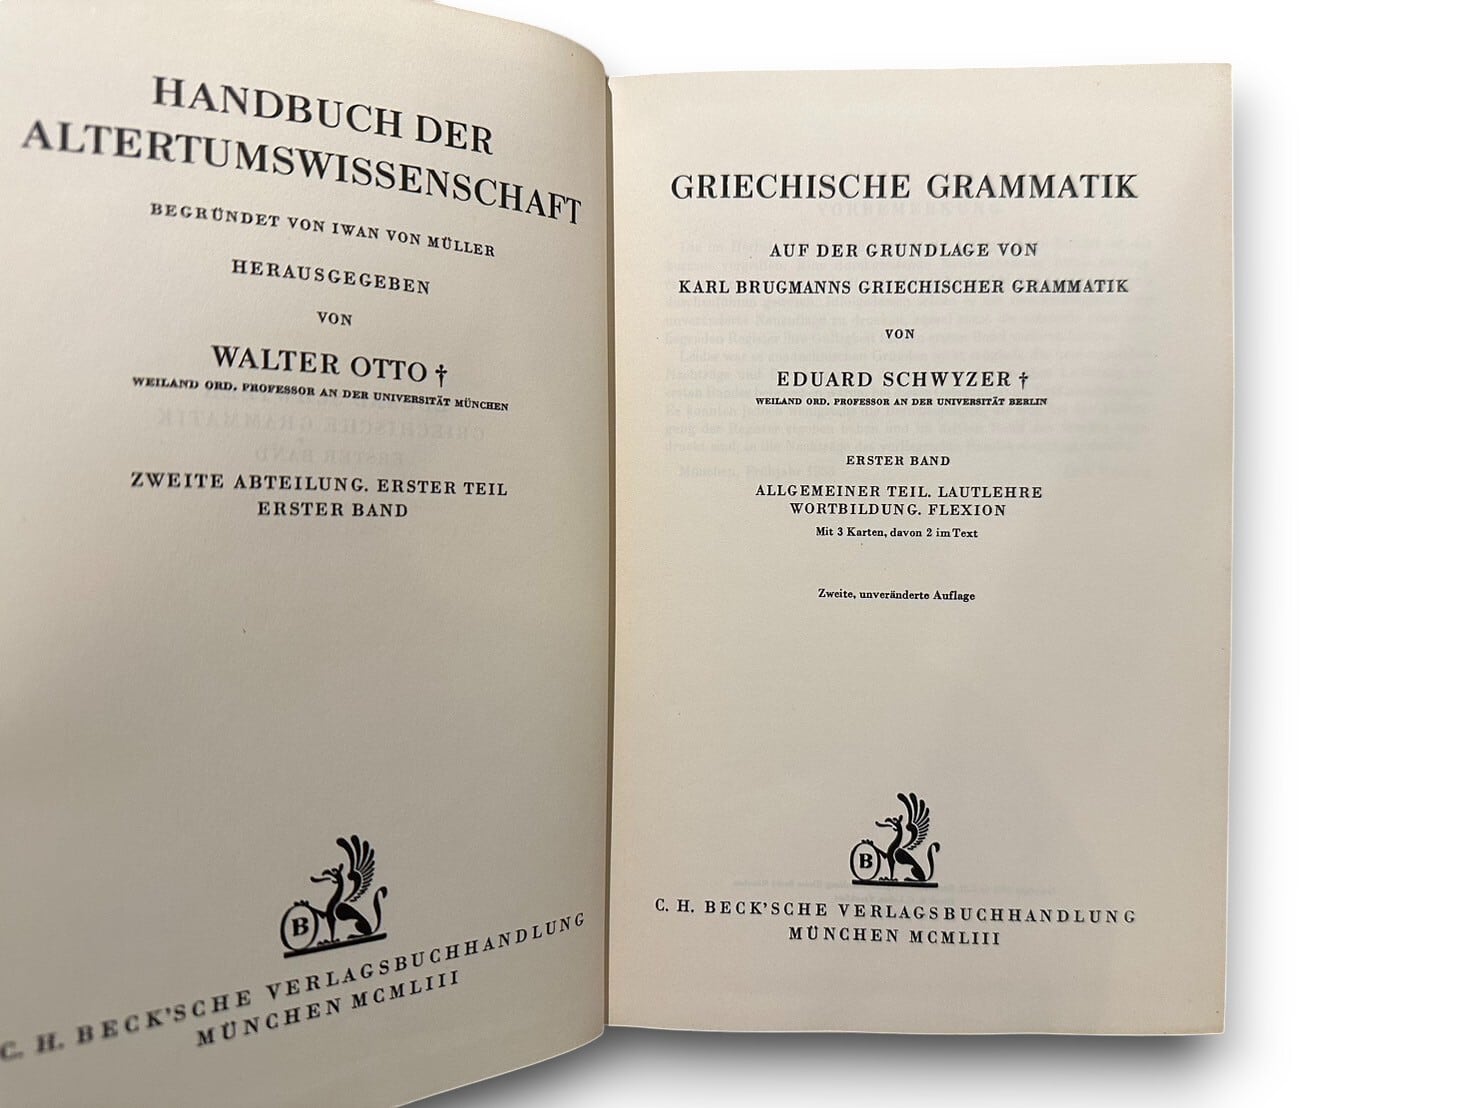 HANDBUCH DER
ALTERTUMSWISSENSCHAFT
BEGRÜNDET VON IWAN VON MÜLLER
HERAUSGEGEBEN
VON
WALTER OTTO †
WEILAND ORD. PROFESSOR AN DER UNIVERSITÄT MÜNCHEN
ZWEITE ABTEILUNG. ERSTER TEIL
ERSTER BAND
B
C. H. BECK'SCHE VERLAGSBUCHHANDLUNG
MÜNCHEN MCMLIII
GRIECHISCHE GRAMMATIK
AUF DER GRUNDLAGE VON
KARL BRUGMANNS GRIECHISCHER GRAMMATIK
VON
EDUARD SCHWYZER †
WEILAND ORD. PROFESSOR AN DER UNIVERSITÄT BERLIN
ERSTER BAND
ALLGEMEINER TEIL. LAUTLEHRE
WORTBILDUNG. FLEXION
Mit 3 Karten, davon 2 im Text
Zweite, unveränderte Auflage
B
C. H. BECK'SCHE VERLAGSBUCHHANDLUNG
MÜNCHEN MCMLIII